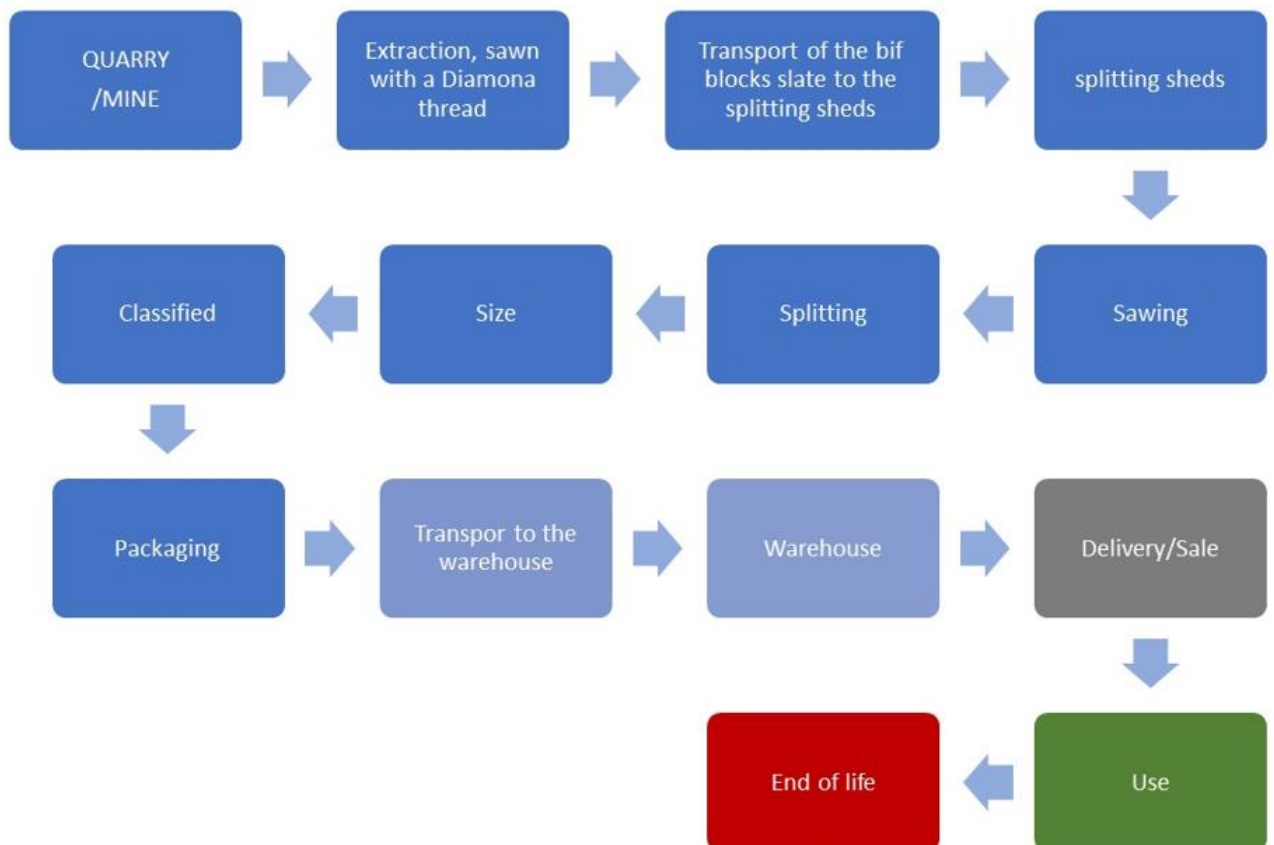 QUARRY
/MINE
Extraction, sawn
with a Diamona
thread
Transport of the bif
blocks slate to the
splitting sheds
splitting sheds
Sawing
Splitting
Size
Classified
Packaging
Transpor to the
warehouse
Warehouse
Delivery/Sale
Use
End of life